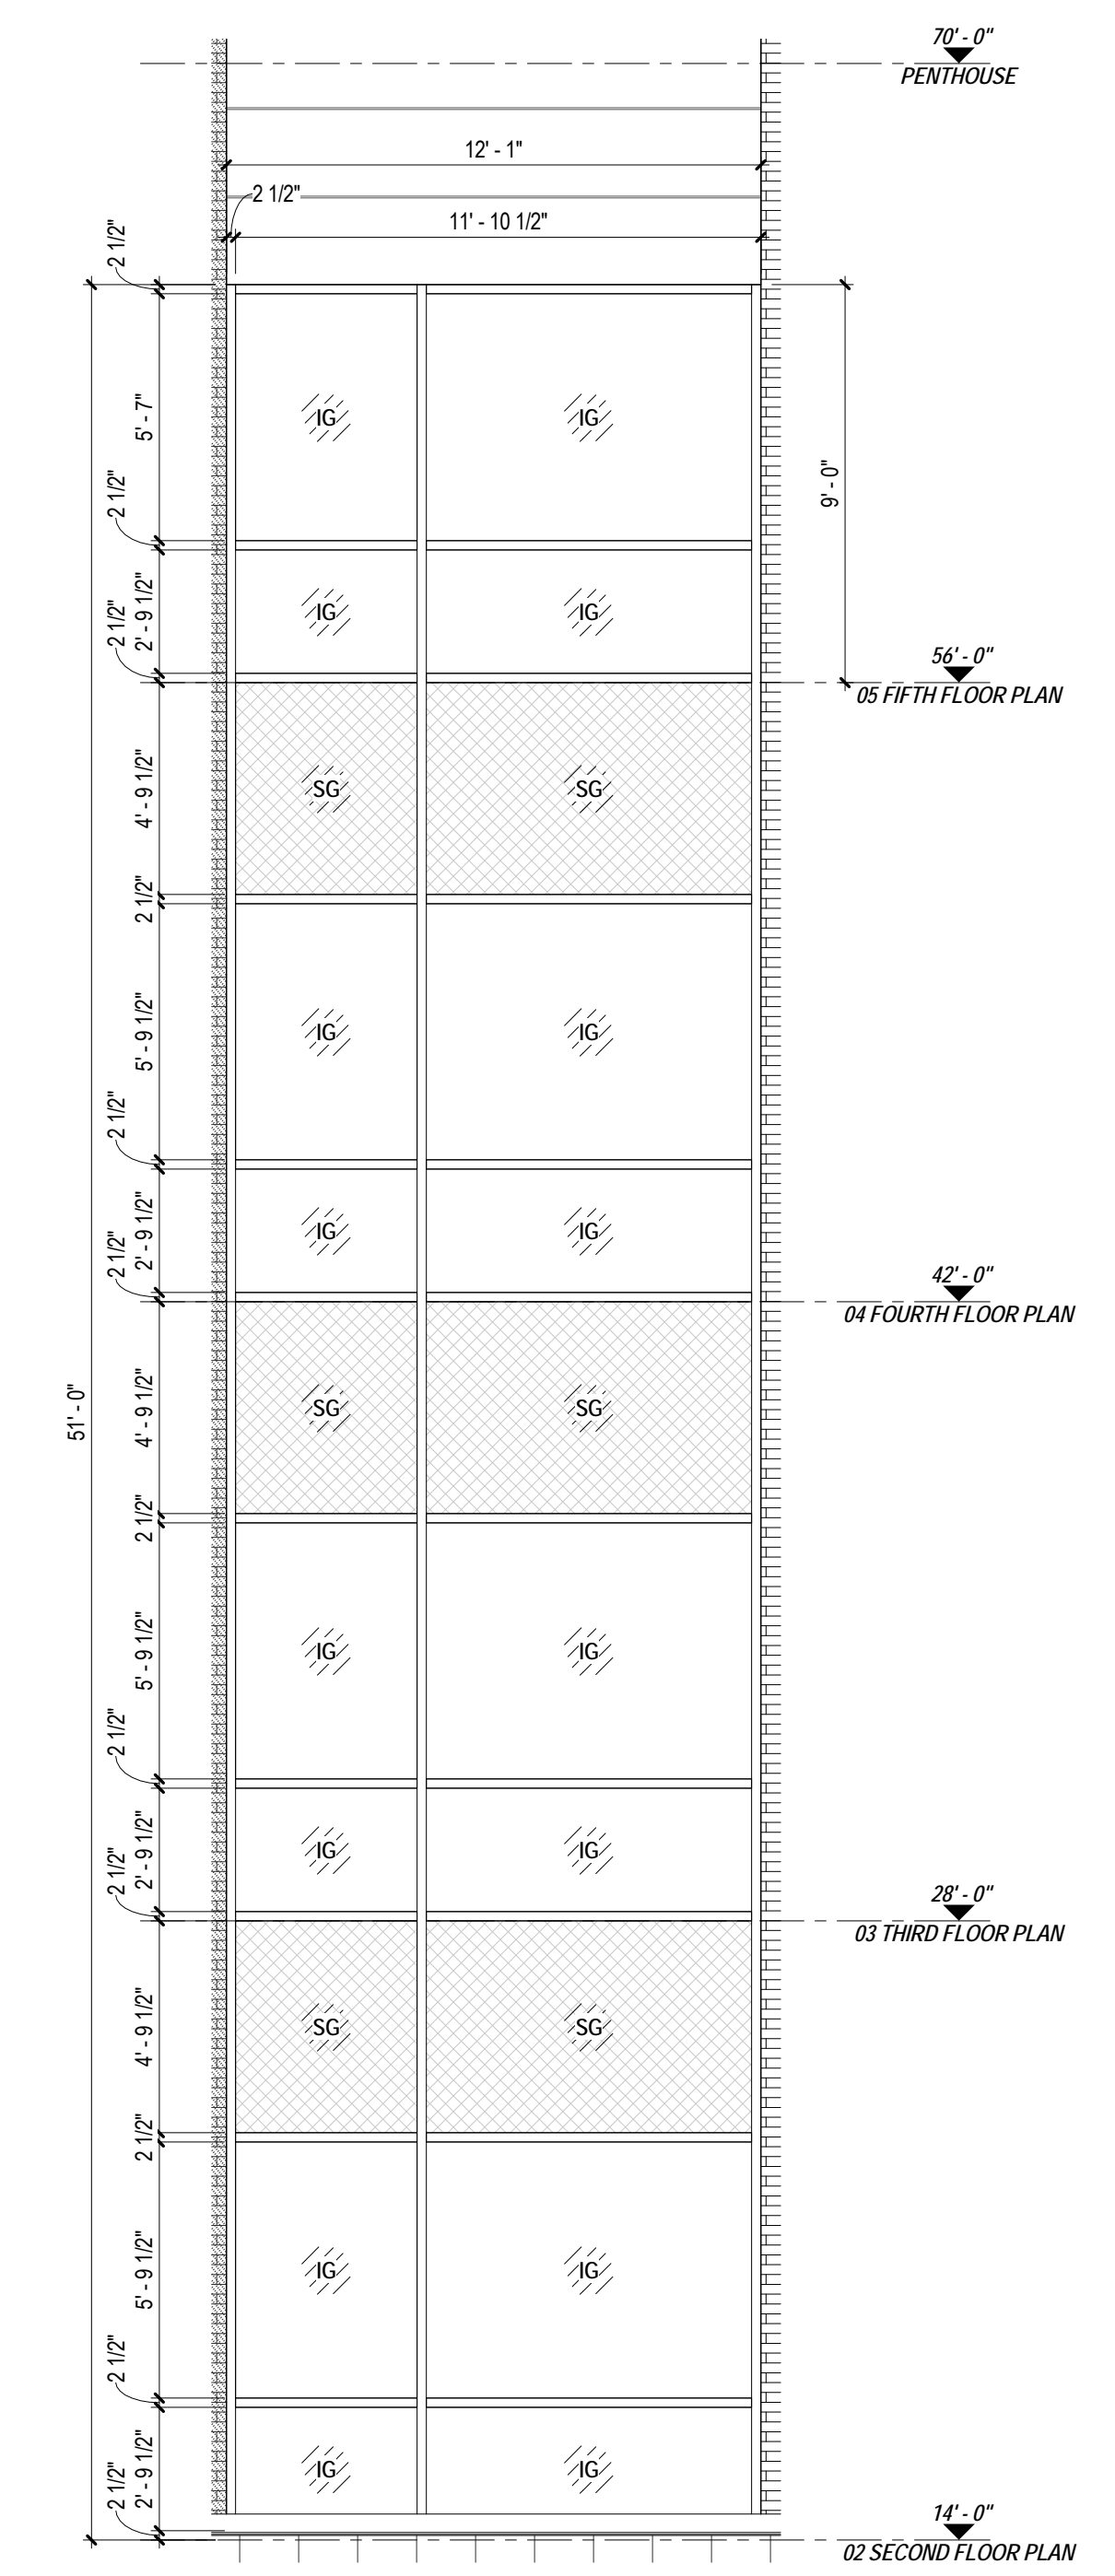 70' - 0"
PENTHOUSE
12' - 1"
2 1/2"
11' - 10 1/2"
2 1/2"
5' - 7"
IG
IG
9' - 0"
2 1/2"
2' - 9 1/2"
IG
IG
2 1/2"
56' - 0"
05 FIFTH FLOOR PLAN
4' - 9 1/2"
SG
SG
2 1/2"
5' - 9 1/2"
IG
IG
2 1/2"
2' - 9 1/2"
IG
IG
2 1/2"
42' - 0"
04 FOURTH FLOOR PLAN
51' - 0"
4' - 9 1/2"
SG
SG
2 1/2"
5' - 9 1/2"
IG
IG
2 1/2"
2' - 9 1/2"
IG
IG
2 1/2"
28' - 0"
03 THIRD FLOOR PLAN
4' - 9 1/2"
SG
SG
2 1/2"
5' - 9 1/2"
IG
IG
2 1/2"
2' - 9 1/2"
IG
IG
2 1/2"
14' - 0"
02 SECOND FLOOR PLAN